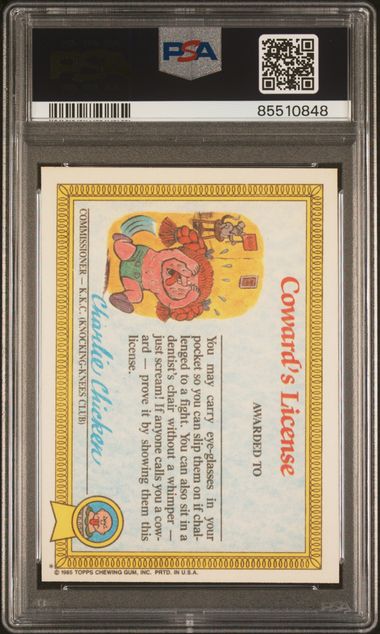 PSA
85510848
Coward's License
AWARDED TO
You may carry eye-glasses in your
pocket so you can slip them on if chal-
lenged to a fight. You can also sit in a
dentist's chair without a whimper —
just scream! If anyone calls you a cow-
ard — prove it by showing them this
license.
Charlie Chicken
COMMISSIONER — K.K.C. (KNOCKING-KNEES CLUB)
* © 1985 TOPPS CHEWING GUM, INC. PRTD. IN U.S.A.